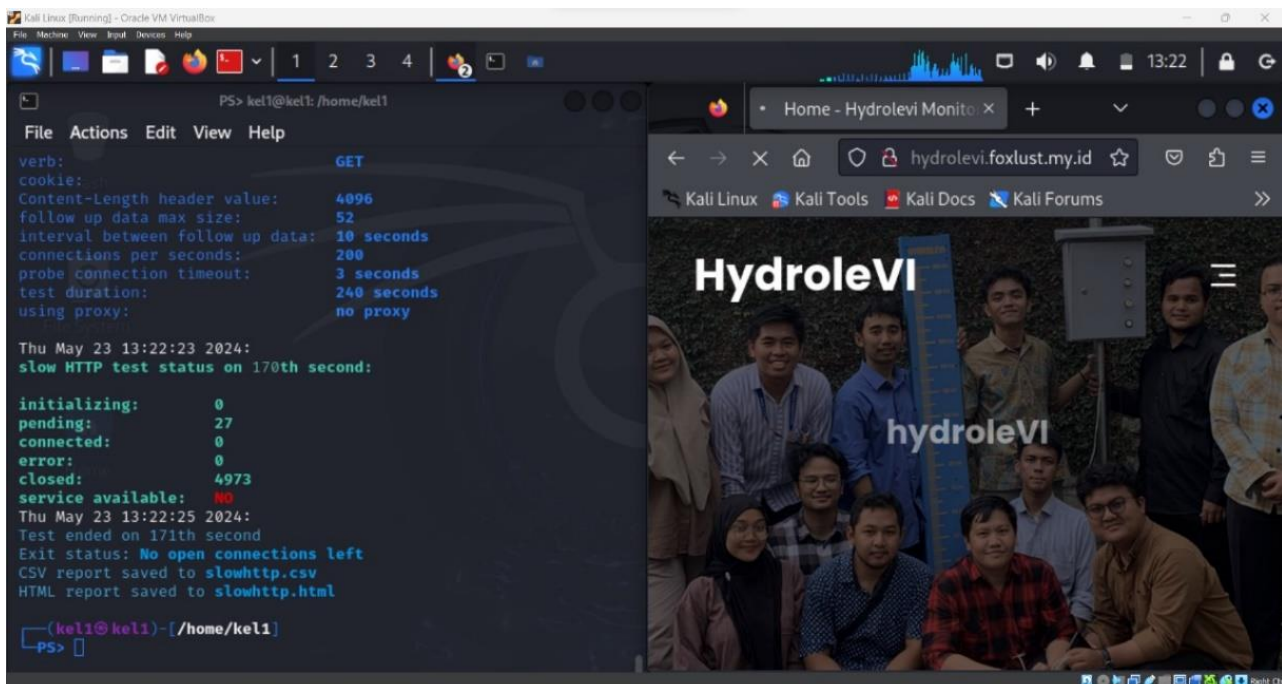 Kali Linux [Running] - Oracle VM VirtualBox
File Machine View Input Devices Help
1 2 3 4
2
13:22
PS> kel1@kel1: /home/kel1
File Actions Edit View Help
verb: GET
cookie:
Content-Length header value: 4096
follow up data max size: 52
interval between follow up data: 10 seconds
connections per seconds: 200
probe connection timeout: 3 seconds
test duration: 240 seconds
using proxy: no proxy
Thu May 23 13:22:23 2024:
slow HTTP test status on 170th second:
initializing: 0
pending: 27
connected: 0
error: 0
closed: 4973
service available: NO
Thu May 23 13:22:25 2024:
Test ended on 171th second
Exit status: No open connections left
CSV report saved to slowhttp.csv
HTML report saved to slowhttp.html
(kel1㉿kel1)-[/home/kel1]
PS>
Home - Hydrolevi Monito
hydrolevi.foxlust.my.id
Kali Linux Kali Tools Kali Docs Kali Forums
HydroleVI
hydroleVI
Right